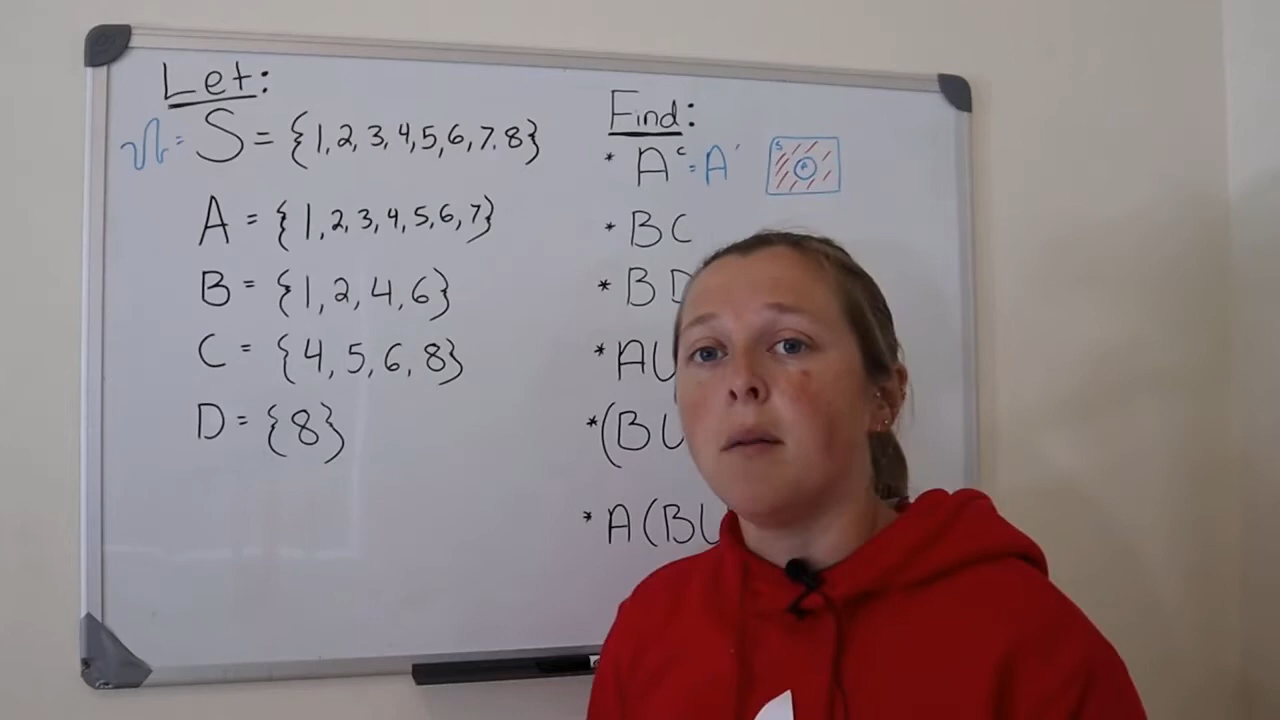 Let:
Ω = S = {1,2,3,4,5,6,7.8}
A = {1,2,3,4,5,6,7}
B = {1,2,4,6}
C = {4,5,6,8}
D = {8}
Find:
* Aᶜ = A′
S
A
* BC
* BD
* AU
* (BU
* A(BU